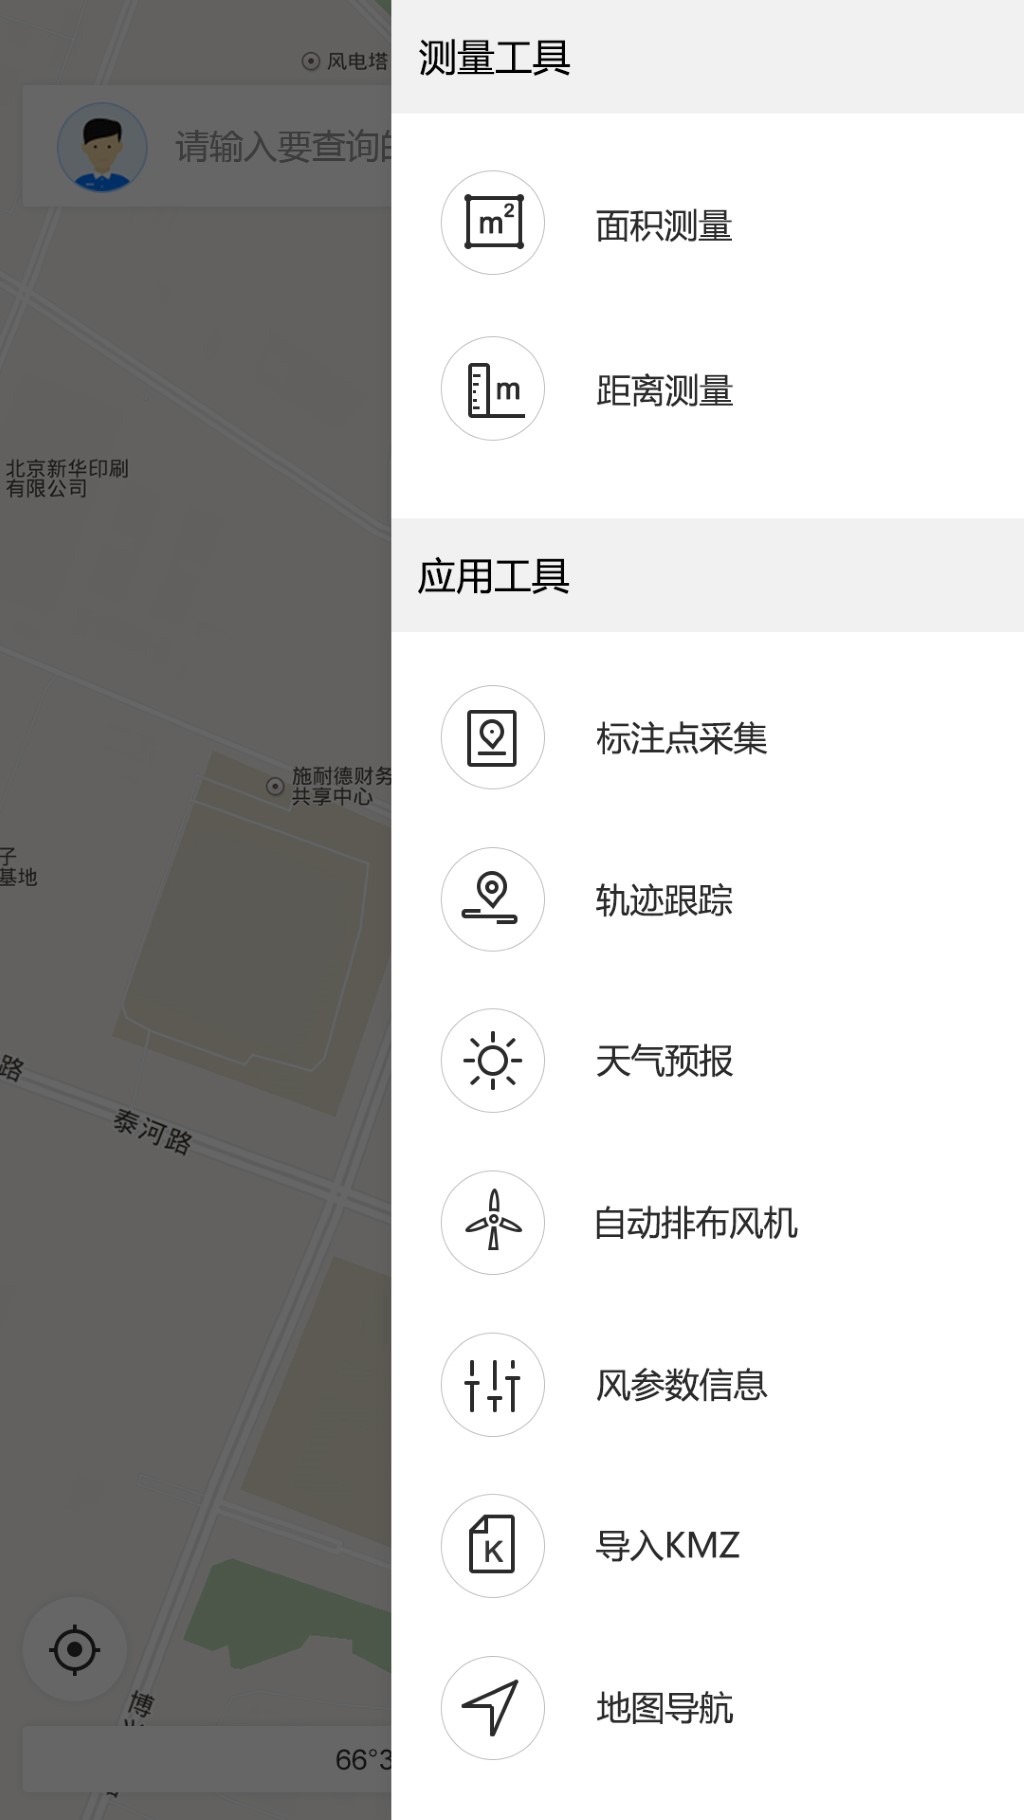 风电塔
请输入要查询
北京新华印刷
有限公司
施耐德财务
共享中心
子
基地
路
泰河路
博
66°3
测量工具
m²
面积测量
m
距离测量
应用工具
标注点采集
轨迹跟踪
天气预报
自动排布风机
风参数信息
K
导入KMZ
地图导航